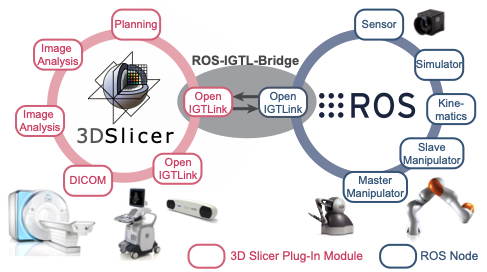 Planning
Image
Analysis
Image
Analysis
DICOM
Open
IGTLink
Open
IGTLink
3DSlicer
ROS-IGTL-Bridge
Open
IGTLink
ROS
Sensor
Simulator
Kine-
matics
Slave
Manipulator
Master
Manipulator
3D Slicer Plug-In Module
ROS Node